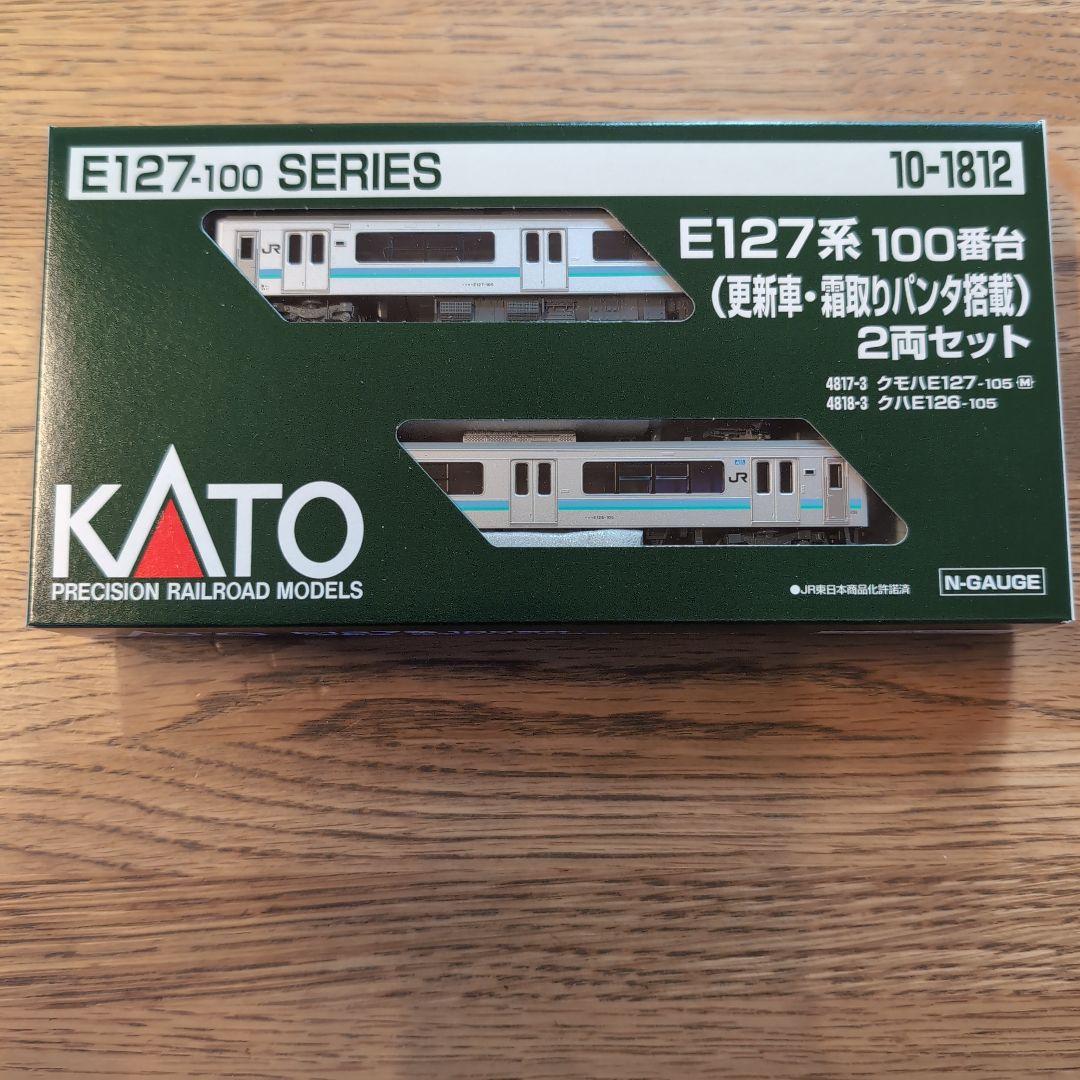 E127-100 SERIES
10-1812
JR
E127系 100番台
(更新車・霜取りパンタ搭載)
2両セット
4817-3 クモハE127-105 M
4818-3 クハE126-105
JR
KATO
PRECISION RAILROAD MODELS
●JR東日本商品化許諾済
N-GAUGE